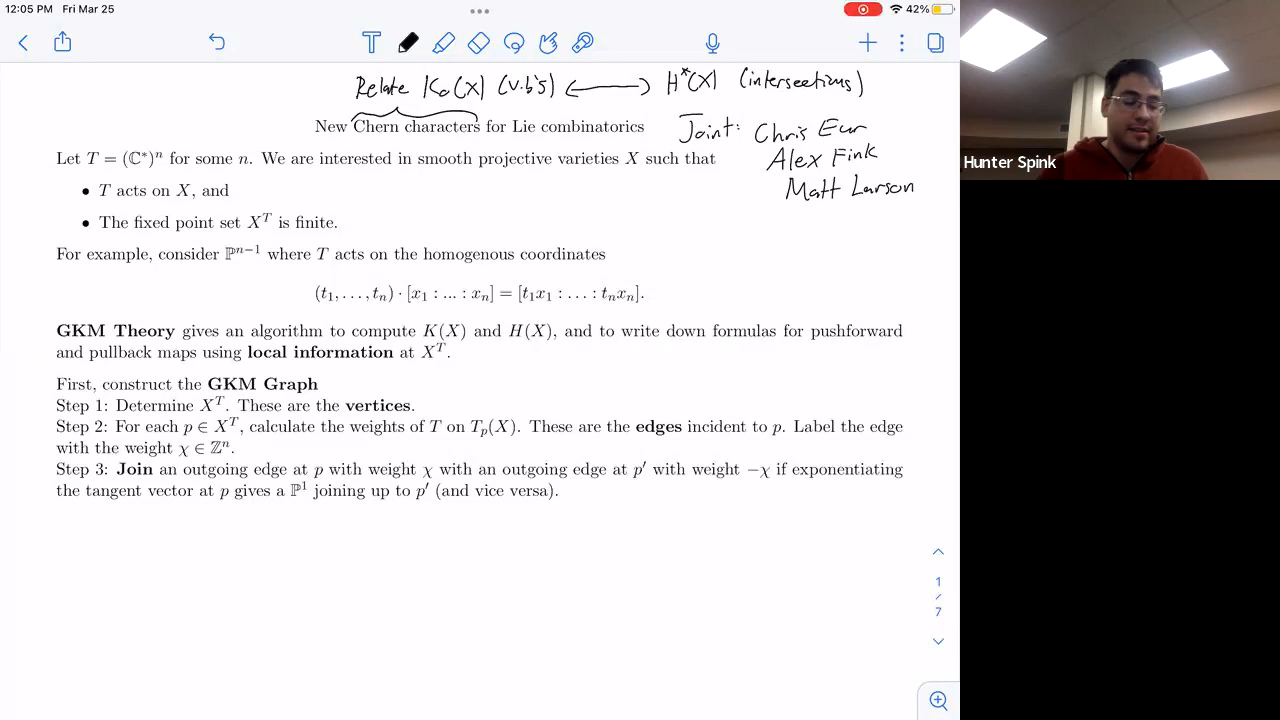 12:05 PM Fri Mar 25
42%
Relate K₀(X) (v.b's) ⟷ H*(X) (intersections)
New Chern characters for Lie combinatorics
Joint: Chris Eur
Alex Fink
Matt Larson
Let T = (ℂ*)ⁿ for some n. We are interested in smooth projective varieties X such that
• T acts on X, and
• The fixed point set Xᵀ is finite.
For example, consider ℙⁿ⁻¹ where T acts on the homogenous coordinates
(t₁, . . . , tₙ) · [x₁ : ... : xₙ] = [t₁x₁ : . . . : tₙxₙ].
GKM Theory gives an algorithm to compute K(X) and H(X), and to write down formulas for pushforward
and pullback maps using local information at Xᵀ.
First, construct the GKM Graph
Step 1: Determine Xᵀ. These are the vertices.
Step 2: For each p ∈ Xᵀ, calculate the weights of T on Tₚ(X). These are the edges incident to p. Label the edge
with the weight χ ∈ ℤⁿ.
Step 3: Join an outgoing edge at p with weight χ with an outgoing edge at p′ with weight −χ if exponentiating
the tangent vector at p gives a ℙ¹ joining up to p′ (and vice versa).
1
/
7
Hunter Spink